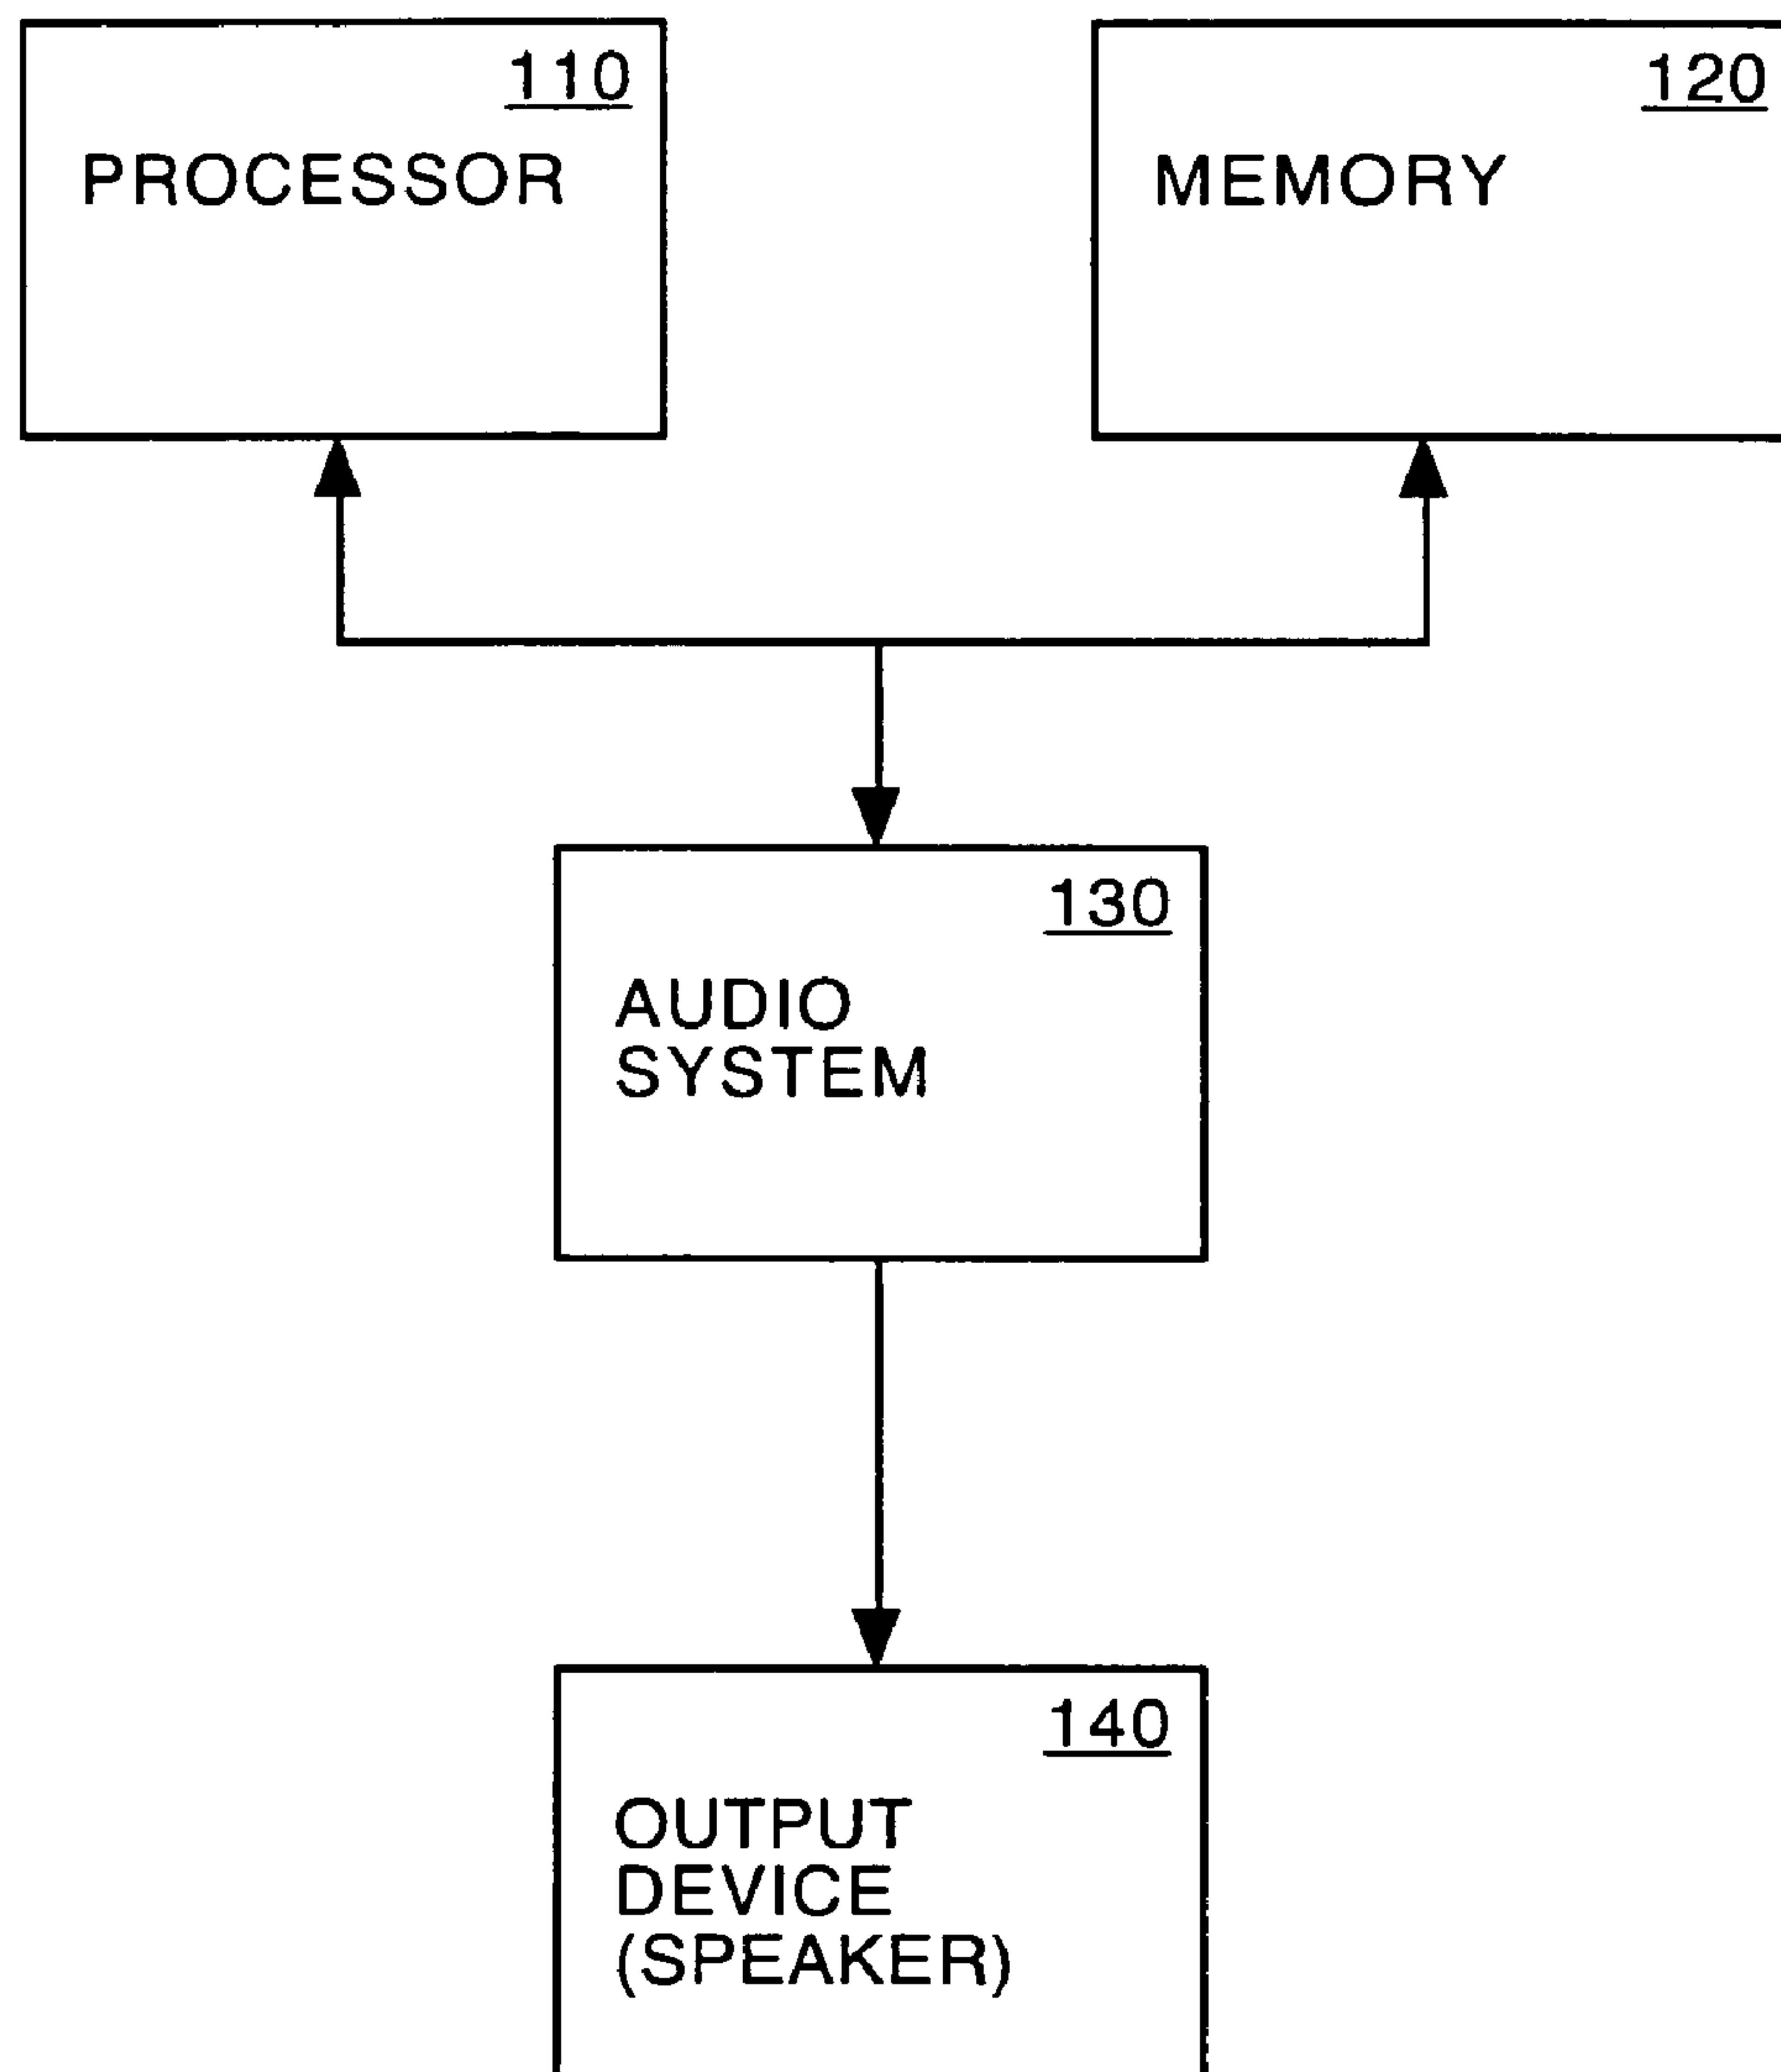 110
PROCESSOR
120
MEMORY
130
AUDIO
SYSTEM
140
OUTPUT
DEVICE
(SPEAKER)